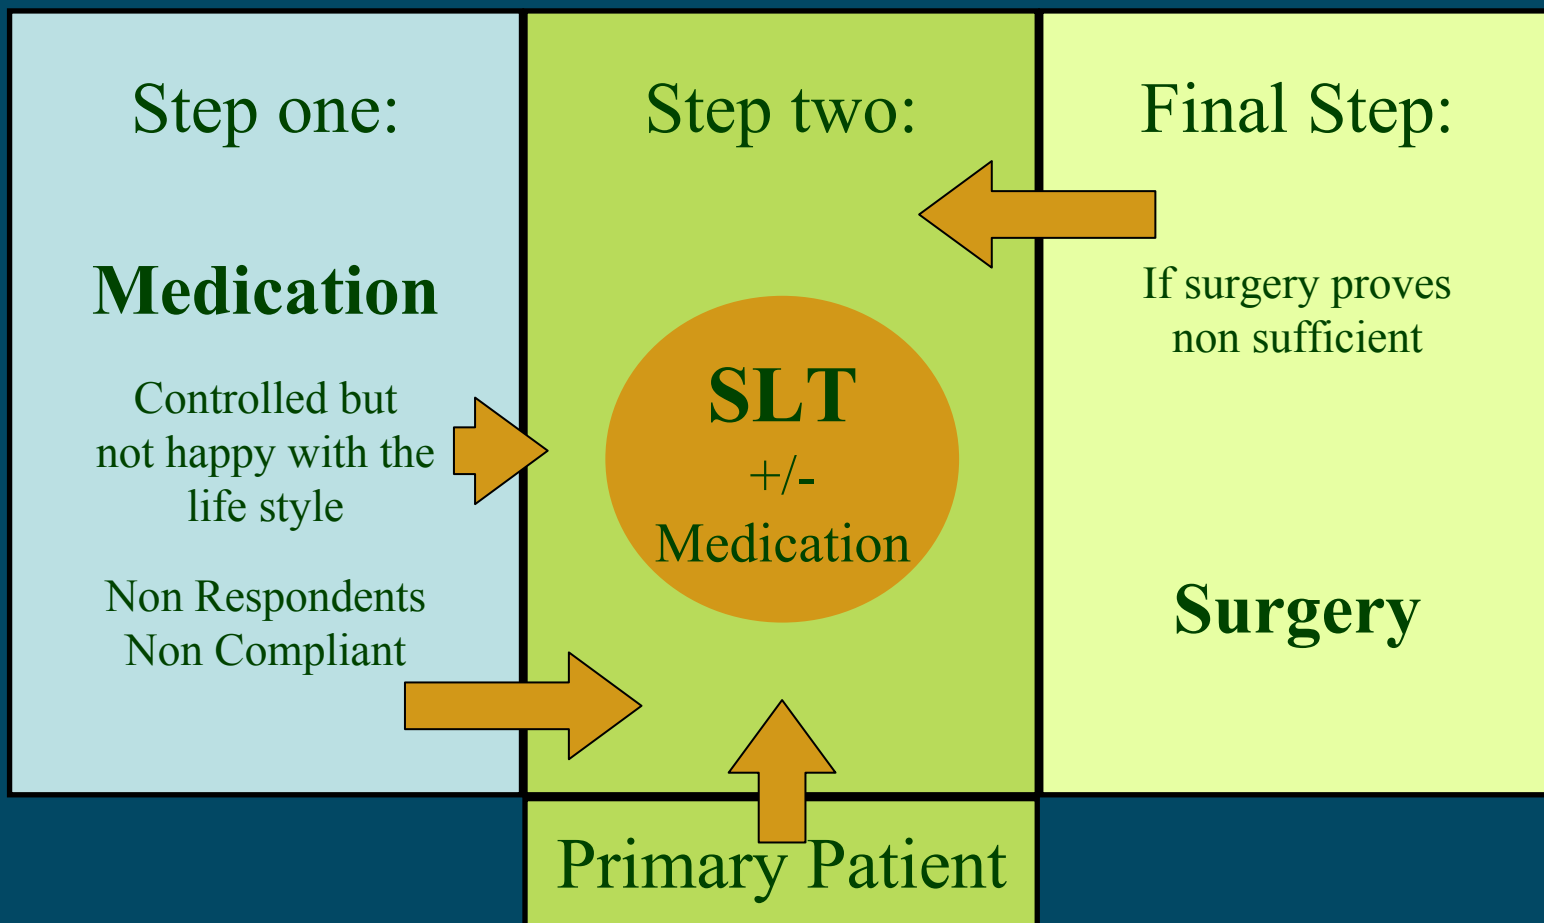 Step one:
Medication
Controlled but
not happy with the
life style
Non Respondents
Non Compliant
Step two:
SLT
+/-
Medication
Primary Patient
Final Step:
If surgery proves
non sufficient
Surgery